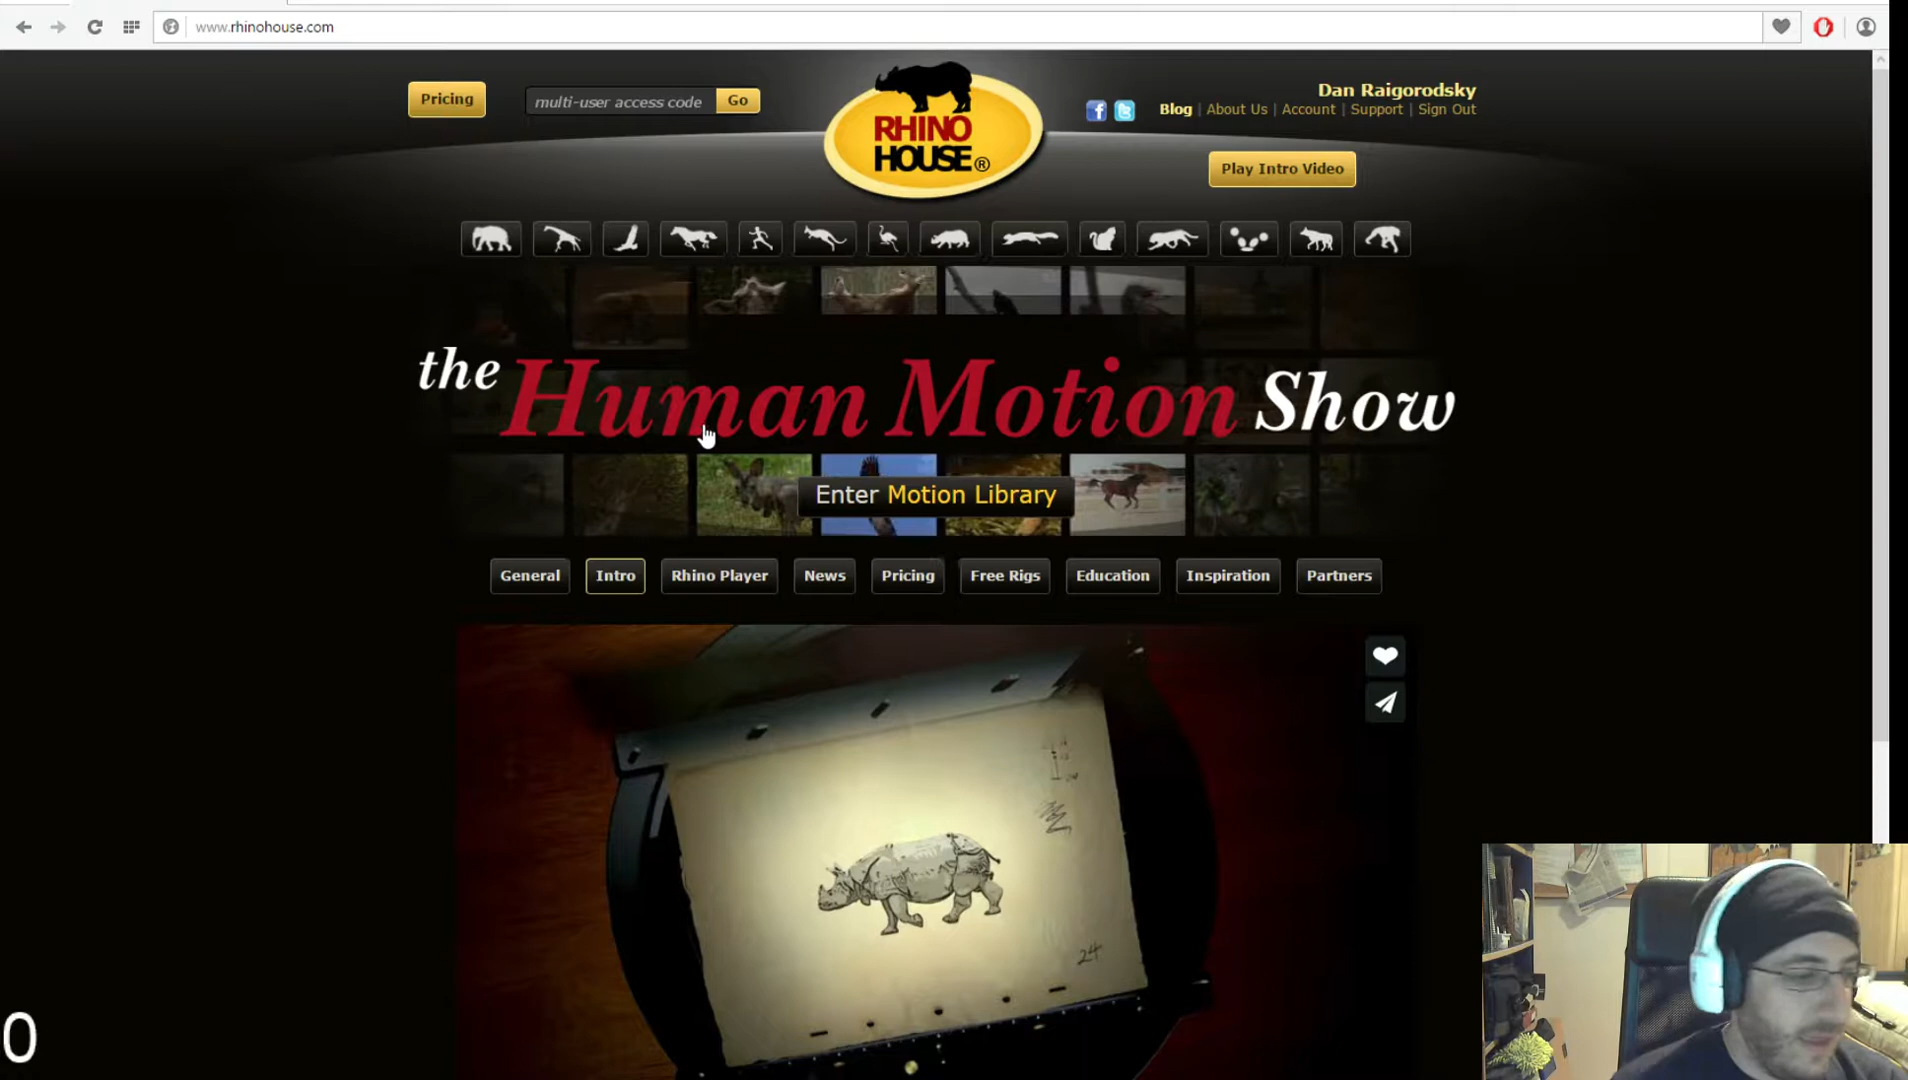 www.rhinohouse.com
Pricing
multi-user access code
Go
RHINO
HOUSE®
Dan Raigorodsky
Blog | About Us | Account | Support | Sign Out
Play Intro Video
the Human Motion Show
Enter Motion Library
General
Intro
Rhino Player
News
Pricing
Free Rigs
Education
Inspiration
Partners
24
0